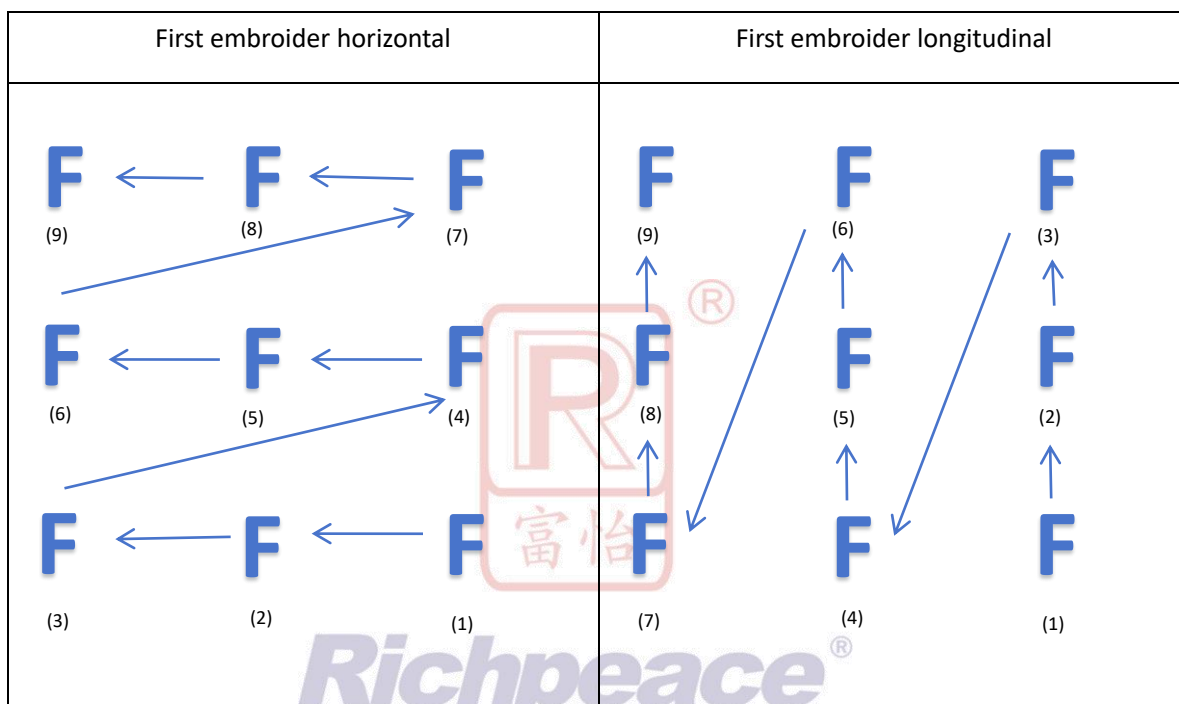 First embroider horizontal
First embroider longitudinal
F F F
(9) (8) (7)
F F F
(6) (5) (4)
F F F
(3) (2) (1)
F F F
(9) (6) (3)
F F F
(8) (5) (2)
F F F
(7) (4) (1)
R ®
富怡
Richpeace®